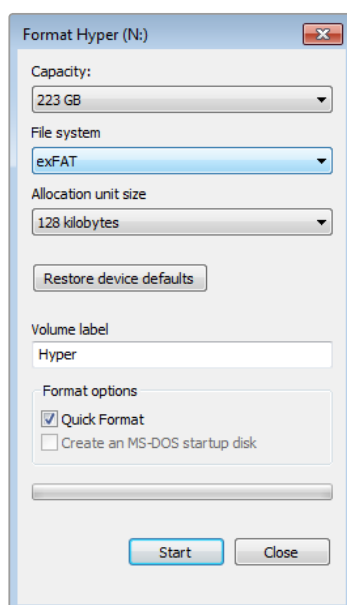 Format Hyper (N:)
Capacity:
223 GB
File system
exFAT
Allocation unit size
128 kilobytes
Restore device defaults
Volume label
Hyper
Format options
Quick Format
Create an MS-DOS startup disk
Start Close